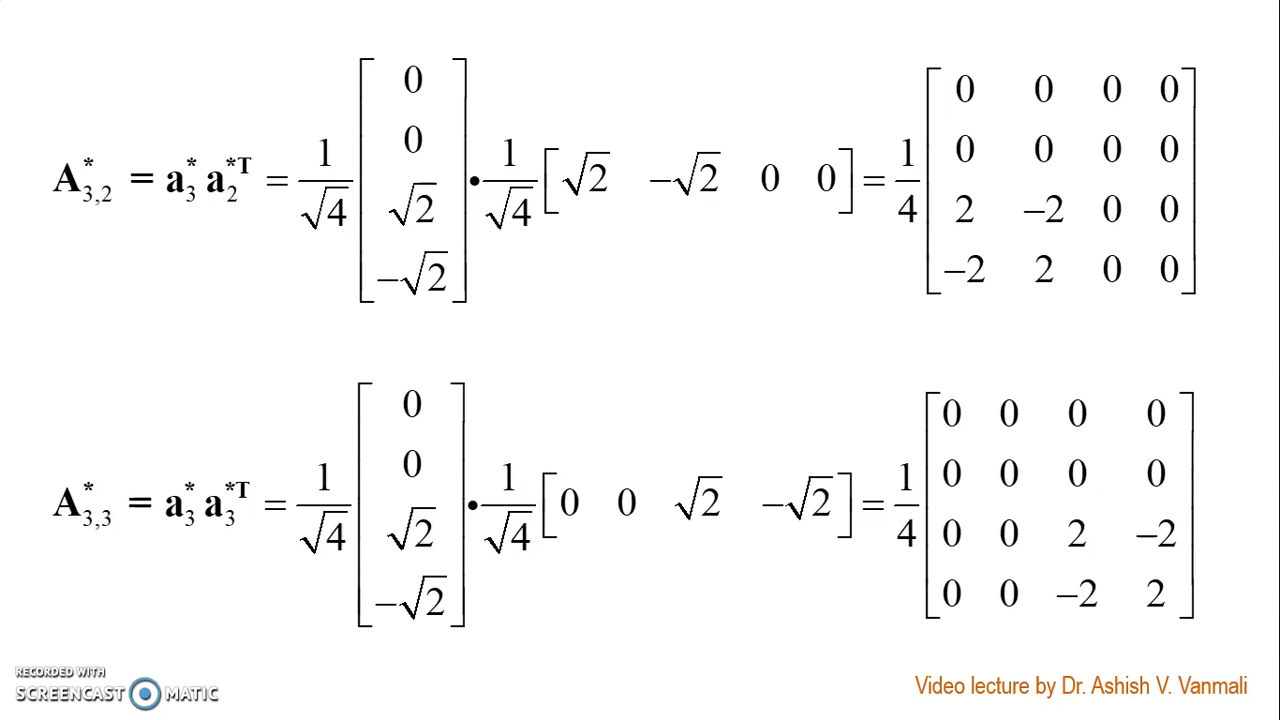 A*₃,₂ = a*₃ a*ᵀ₂ = 1/√4 [0; 0; √2; −√2] • 1/√4 [√2 −√2 0 0] = 1/4 [0 0 0 0; 0 0 0 0; 2 −2 0 0; −2 2 0 0]
A*₃,₃ = a*₃ a*ᵀ₃ = 1/√4 [0; 0; √2; −√2] • 1/√4 [0 0 √2 −√2] = 1/4 [0 0 0 0; 0 0 0 0; 0 0 2 −2; 0 0 −2 2]
RECORDED WITH
SCREENCAST MATIC
Video lecture by Dr. Ashish V. Vanmali